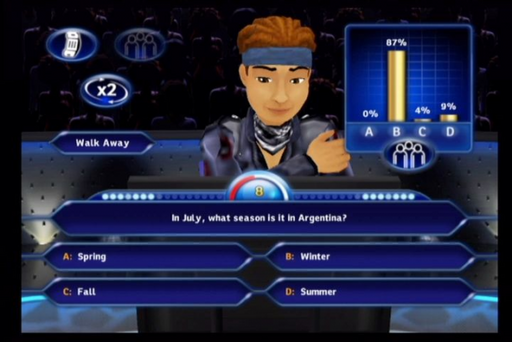 87%
0%
4%
9%
A B C D
x2
Walk Away
8
In July, what season is it in Argentina?
A: Spring
B: Winter
C: Fall
D: Summer